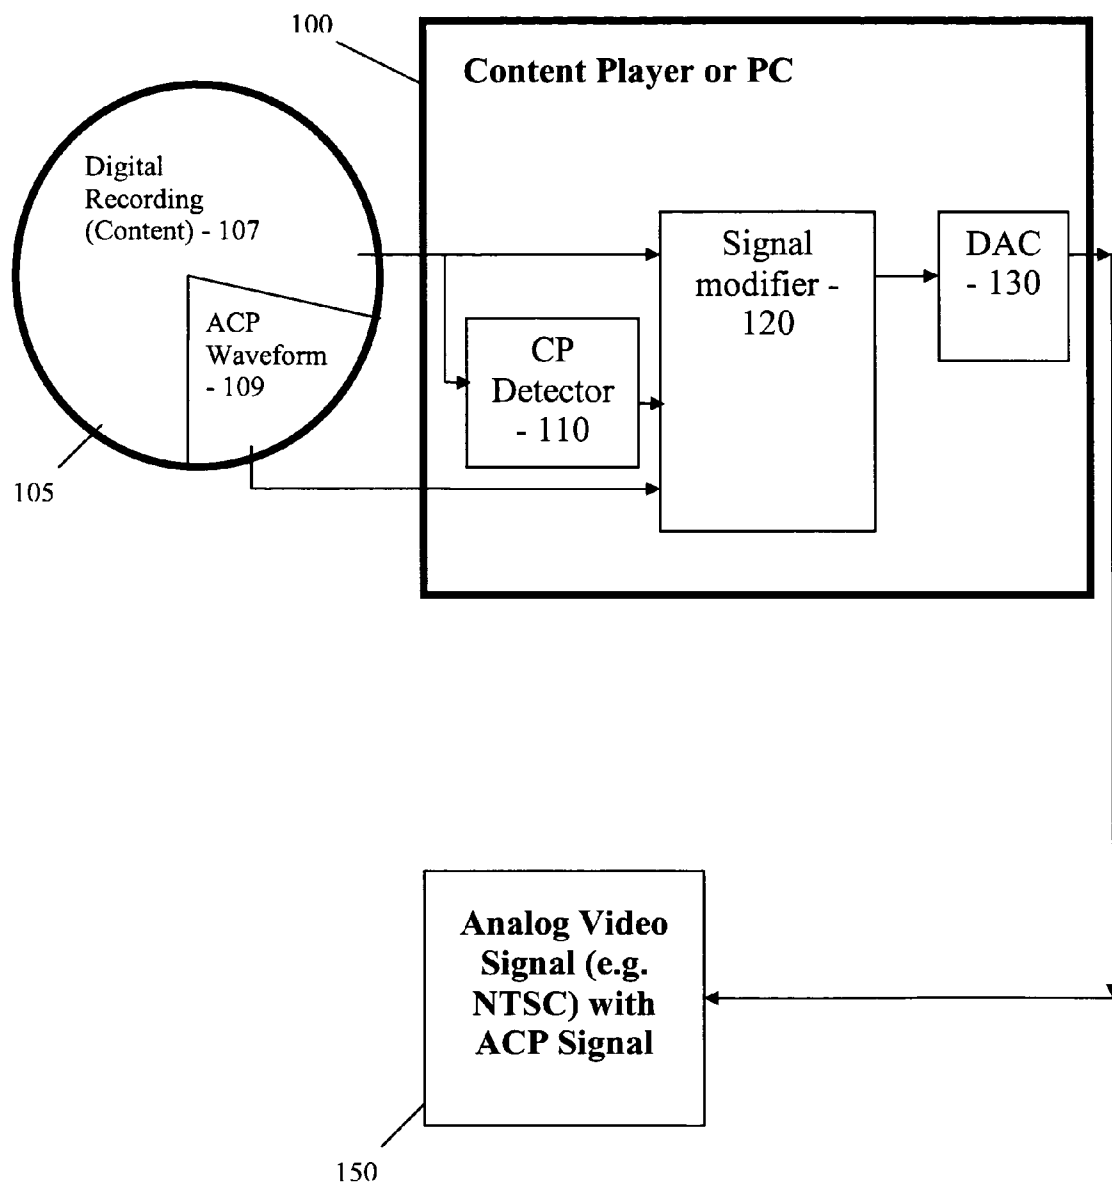 100
Content Player or PC
Digital
Recording
(Content) - 107
ACP
Waveform
- 109
105
CP
Detector
- 110
Signal
modifier -
120
DAC
- 130
Analog Video
Signal (e.g.
NTSC) with
ACP Signal
150